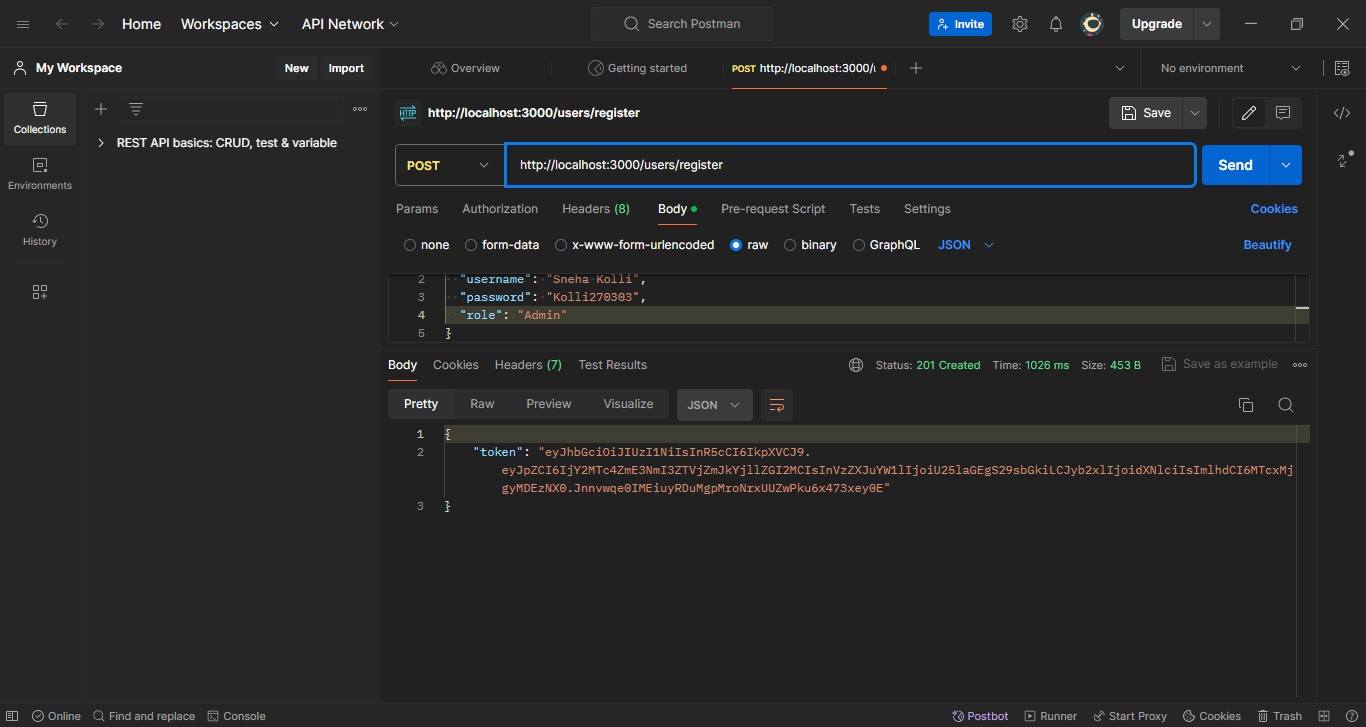 Home Workspaces API Network Search Postman Invite Upgrade
My Workspace New Import Overview Getting started POST http://localhost:3000/u No environment
Collections
Environments
History
REST API basics: CRUD, test & variable
HTTP http://localhost:3000/users/register Save
POST http://localhost:3000/users/register Send
Params Authorization Headers (8) Body Pre-request Script Tests Settings Cookies
none form-data x-www-form-urlencoded raw binary GraphQL JSON Beautify
2 "username": "Sneha Kolli",
3 "password": "Kolli270303",
4 "role": "Admin"
5 }
Body Cookies Headers (7) Test Results Status: 201 Created Time: 1026 ms Size: 453 B Save as example
Pretty Raw Preview Visualize JSON
1 {
2 "token": "eyJhbGciOiJIUzI1NiIsInR5cCI6IkpXVCJ9.
eyJpZCI6IjY2MTc4ZmE3NmI3ZTVjZmJkYjllZGI2MCIsInVzZXJuYW1lIjoiU25laGEgS29sbGkiLCJyb2xlIjoidXNlciIsImlhdCI6MTcxMj
gyMDEzNX0.Jnnvwqe0IMEiuyRDuMgpMroNrxUUZwPku6x473xey0E"
3 }
Online Find and replace Console Postbot Runner Start Proxy Cookies Trash